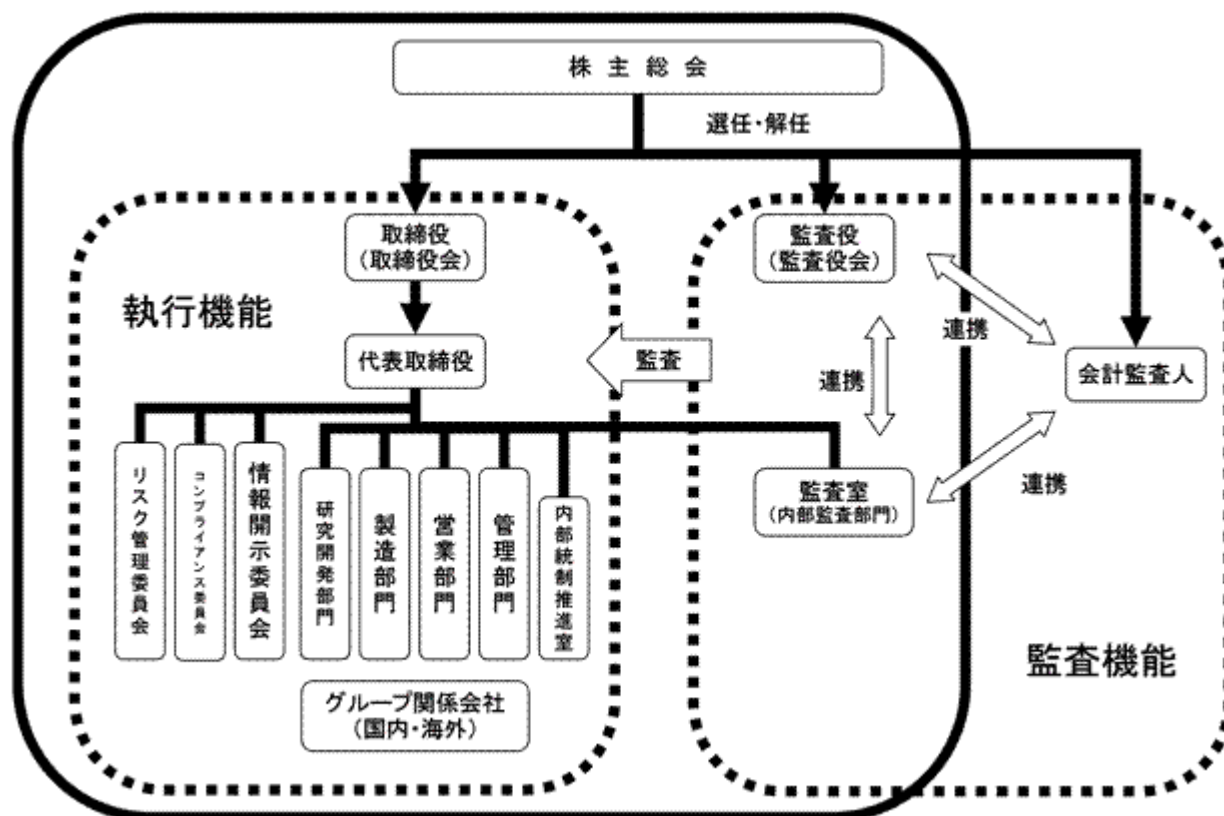 株主総会
選任・解任
取締役
(取締役会)
監査役
(監査役会)
執行機能
代表取締役
監査
連携
連携
会計監査人
リスク管理委員会
コンプライアンス委員会
情報開示委員会
研究開発部門
製造部門
営業部門
管理部門
内部統制推進室
監査室
(内部監査部門)
連携
監査機能
グループ関係会社
(国内・海外)